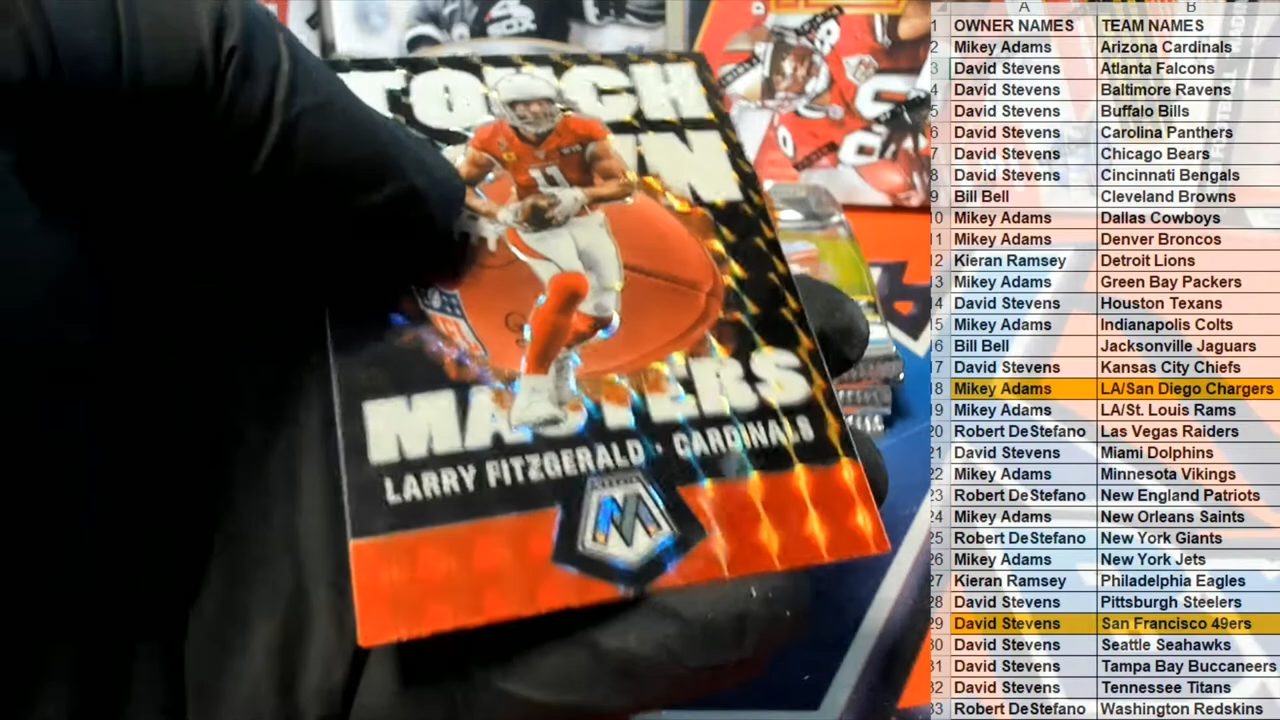 TOUCH
MASTERS
LARRY FITZGERALD · CARDINALS
M
11
A B
1 OWNER NAMES TEAM NAMES
2 Mikey Adams Arizona Cardinals
3 David Stevens Atlanta Falcons
4 David Stevens Baltimore Ravens
5 David Stevens Buffalo Bills
6 David Stevens Carolina Panthers
7 David Stevens Chicago Bears
8 David Stevens Cincinnati Bengals
9 Bill Bell Cleveland Browns
10 Mikey Adams Dallas Cowboys
11 Mikey Adams Denver Broncos
12 Kieran Ramsey Detroit Lions
13 Mikey Adams Green Bay Packers
14 David Stevens Houston Texans
15 Mikey Adams Indianapolis Colts
16 Bill Bell Jacksonville Jaguars
17 David Stevens Kansas City Chiefs
18 Mikey Adams LA/San Diego Chargers
19 Mikey Adams LA/St. Louis Rams
20 Robert DeStefano Las Vegas Raiders
21 David Stevens Miami Dolphins
22 Mikey Adams Minnesota Vikings
23 Robert DeStefano New England Patriots
24 Mikey Adams New Orleans Saints
25 Robert DeStefano New York Giants
26 Mikey Adams New York Jets
27 Kieran Ramsey Philadelphia Eagles
28 David Stevens Pittsburgh Steelers
29 David Stevens San Francisco 49ers
30 David Stevens Seattle Seahawks
31 David Stevens Tampa Bay Buccaneers
32 David Stevens Tennessee Titans
33 Robert DeStefano Washington Redskins